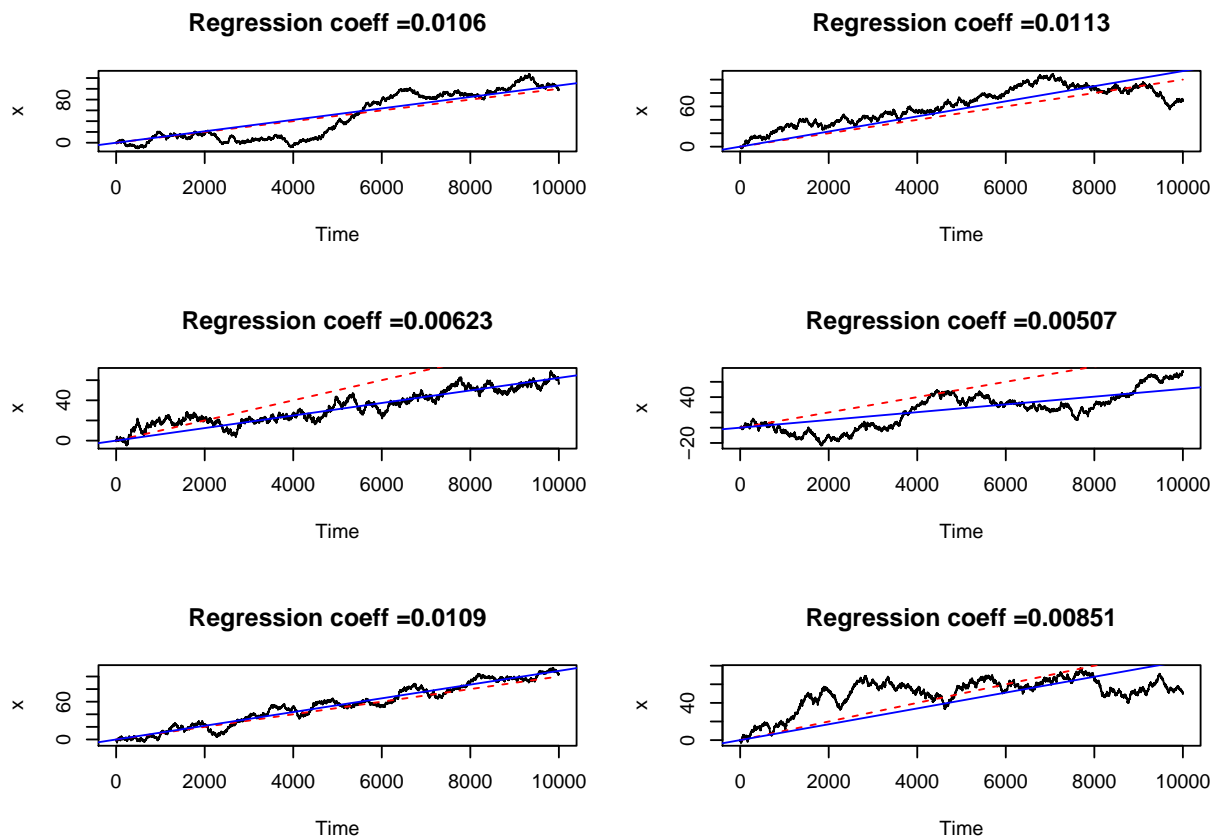 Regression coeff =0.0106
x
0
80
0 2000 4000 6000 8000 10000
Time
Regression coeff =0.0113
x
0
60
0 2000 4000 6000 8000 10000
Time
Regression coeff =0.00623
x
0
40
0 2000 4000 6000 8000 10000
Time
Regression coeff =0.00507
x
−20
40
0 2000 4000 6000 8000 10000
Time
Regression coeff =0.0109
x
0
60
0 2000 4000 6000 8000 10000
Time
Regression coeff =0.00851
x
0
40
0 2000 4000 6000 8000 10000
Time